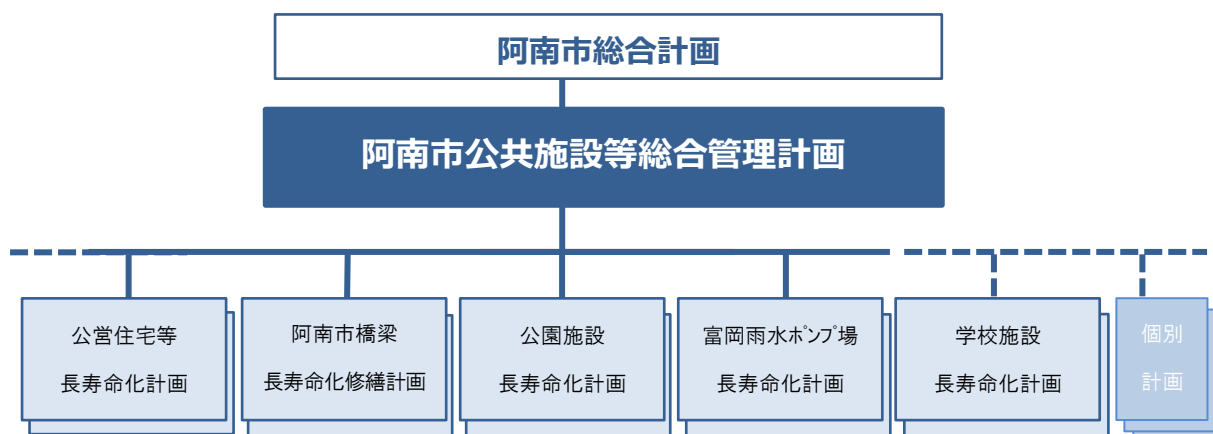 阿南市総合計画
阿南市公共施設等総合管理計画
公営住宅等
長寿命化計画
阿南市橋梁
長寿命化修繕計画
公園施設
長寿命化計画
富岡雨水ﾎﾟﾝﾌﾟ場
長寿命化計画
学校施設
長寿命化計画
個別
計画